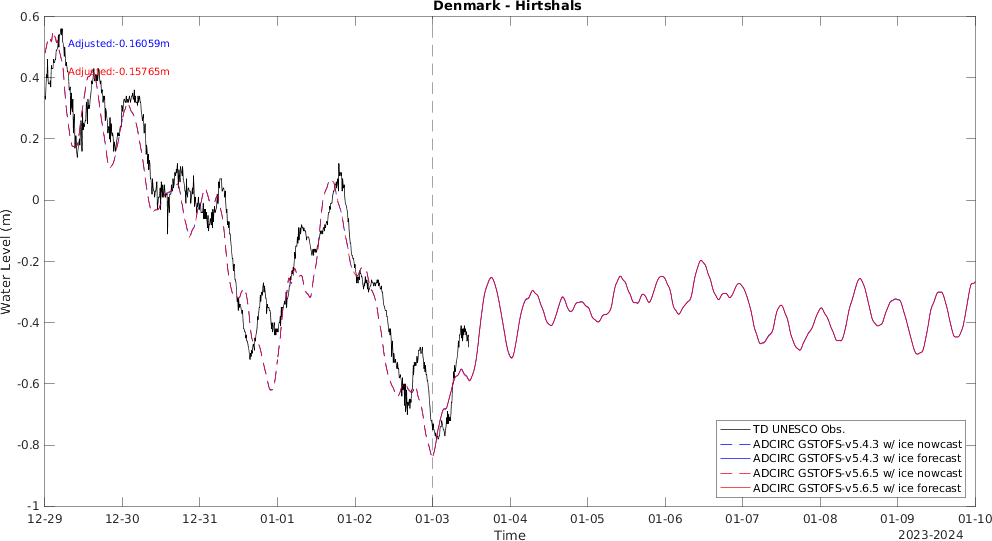 Denmark - Hirtshals
Adjusted:-0.16059m
Adjusted:-0.15765m
Water Level (m)
0.6
0.4
0.2
0
-0.2
-0.4
-0.6
-0.8
-1
TD UNESCO Obs.
ADCIRC GSTOFS-v5.4.3 w/ ice nowcast
ADCIRC GSTOFS-v5.4.3 w/ ice forecast
ADCIRC GSTOFS-v5.6.5 w/ ice nowcast
ADCIRC GSTOFS-v5.6.5 w/ ice forecast
12-29 12-30 12-31 01-01 01-02 01-03 01-04 01-05 01-06 01-07 01-08 01-09 01-10
Time
2023-2024